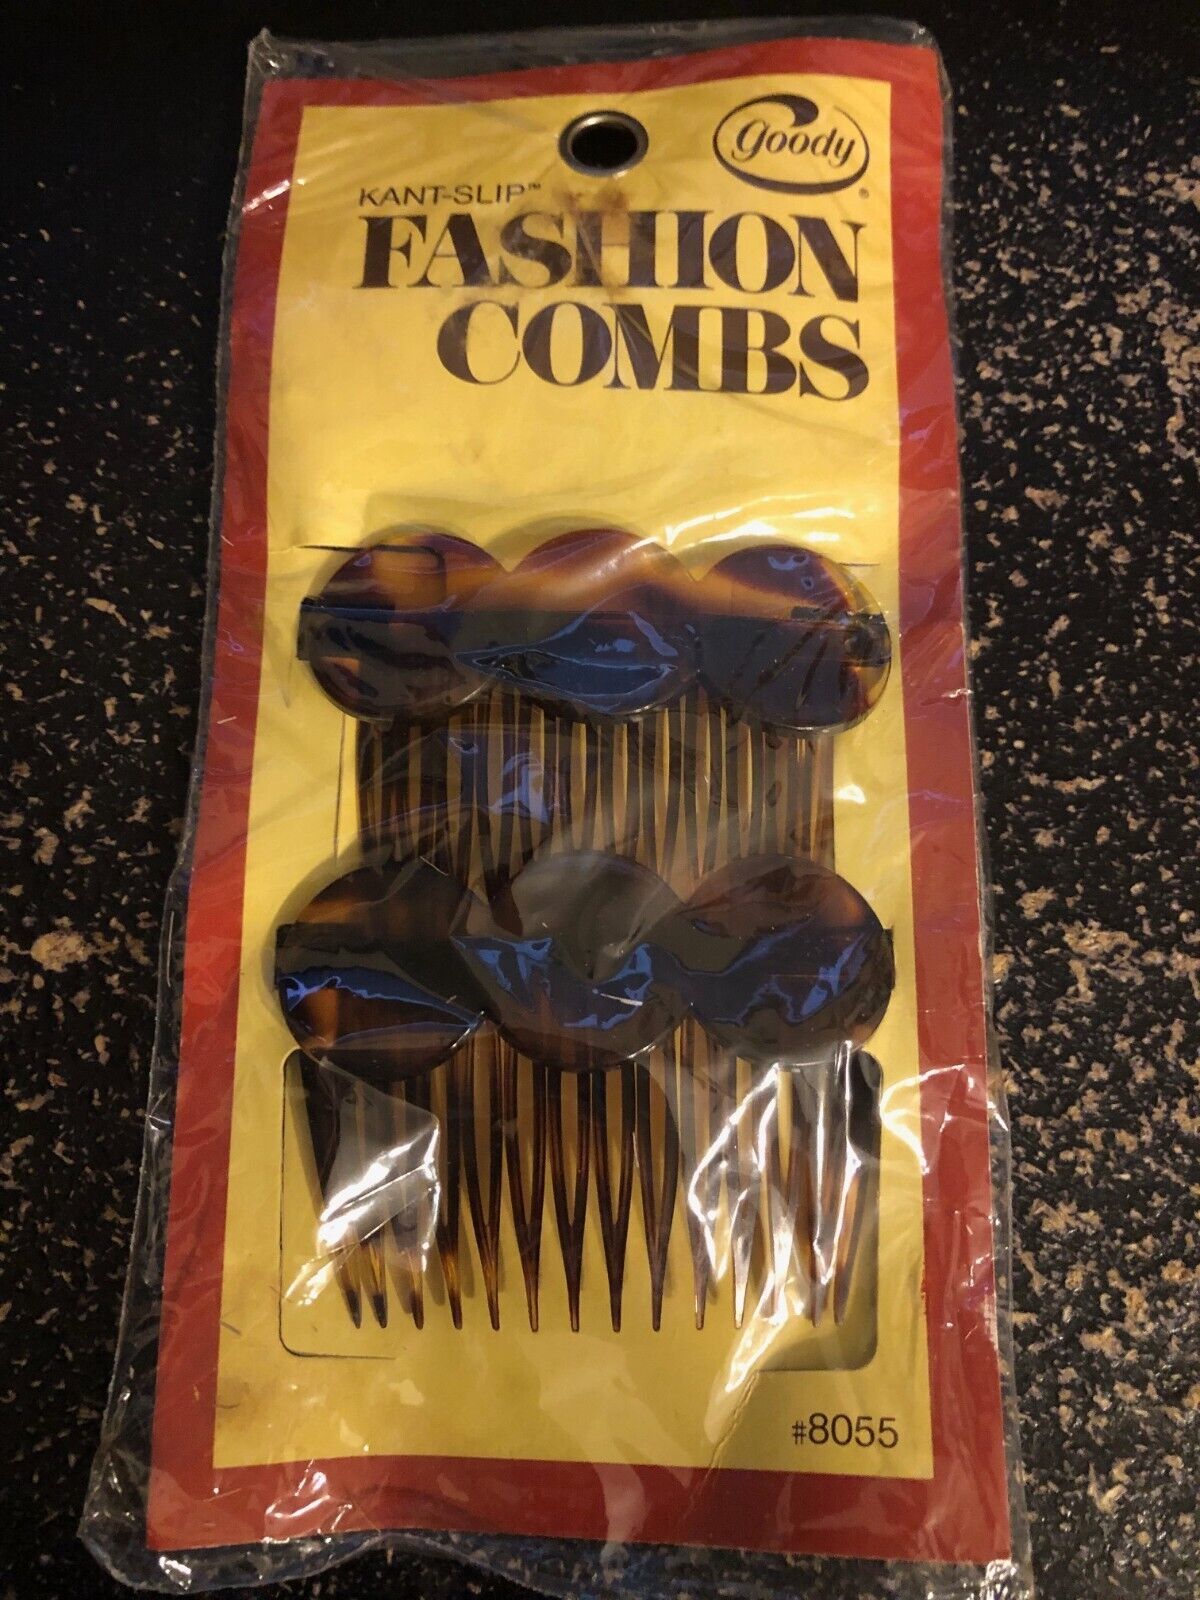 goody®
KANT-SLIP™
FASHION
COMBS
#8055